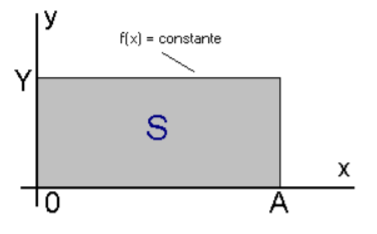 y
f(x) = constante
Y
S
x
0
A